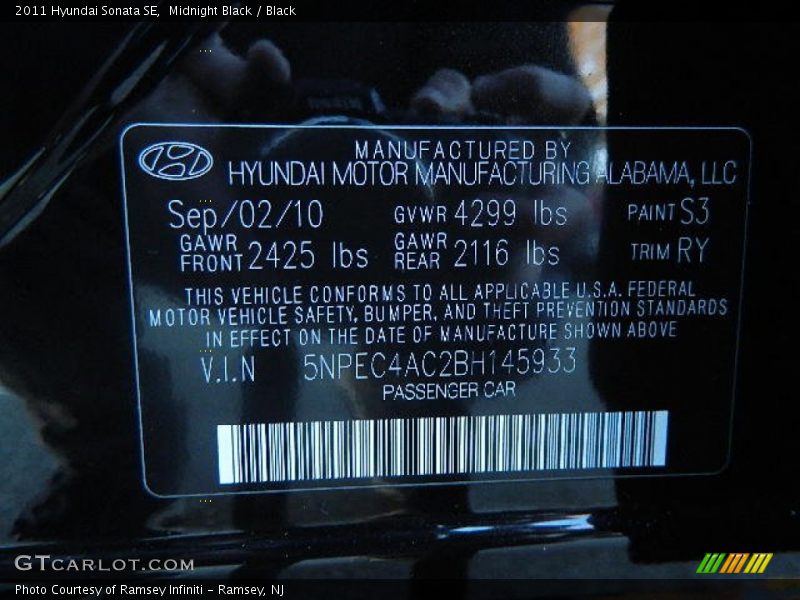 2011 Hyundai Sonata SE,  Midnight Black / Black
MANUFACTURED BY
HYUNDAI MOTOR MANUFACTURING ALABAMA, LLC
Sep/02/10 GVWR 4299 lbs PAINT S3
GAWR FRONT 2425 lbs GAWR REAR 2116 lbs TRIM RY
THIS VEHICLE CONFORMS TO ALL APPLICABLE U.S.A. FEDERAL
MOTOR VEHICLE SAFETY, BUMPER, AND THEFT PREVENTION STANDARDS
IN EFFECT ON THE DATE OF MANUFACTURE SHOWN ABOVE
V.I.N 5NPEC4AC2BH145933
PASSENGER CAR
GTCARLOT.COM
Photo Courtesy of Ramsey Infiniti - Ramsey, NJ